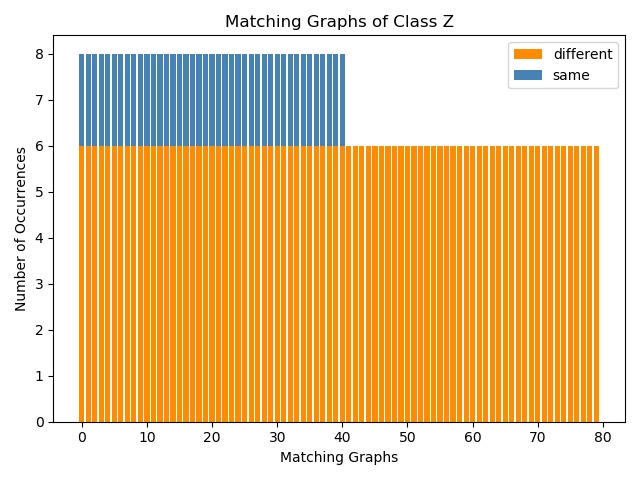 Matching Graphs of Class Z
different
same
Number of Occurrences
8
7
6
5
4
3
2
1
0
0 10 20 30 40 50 60 70 80
Matching Graphs